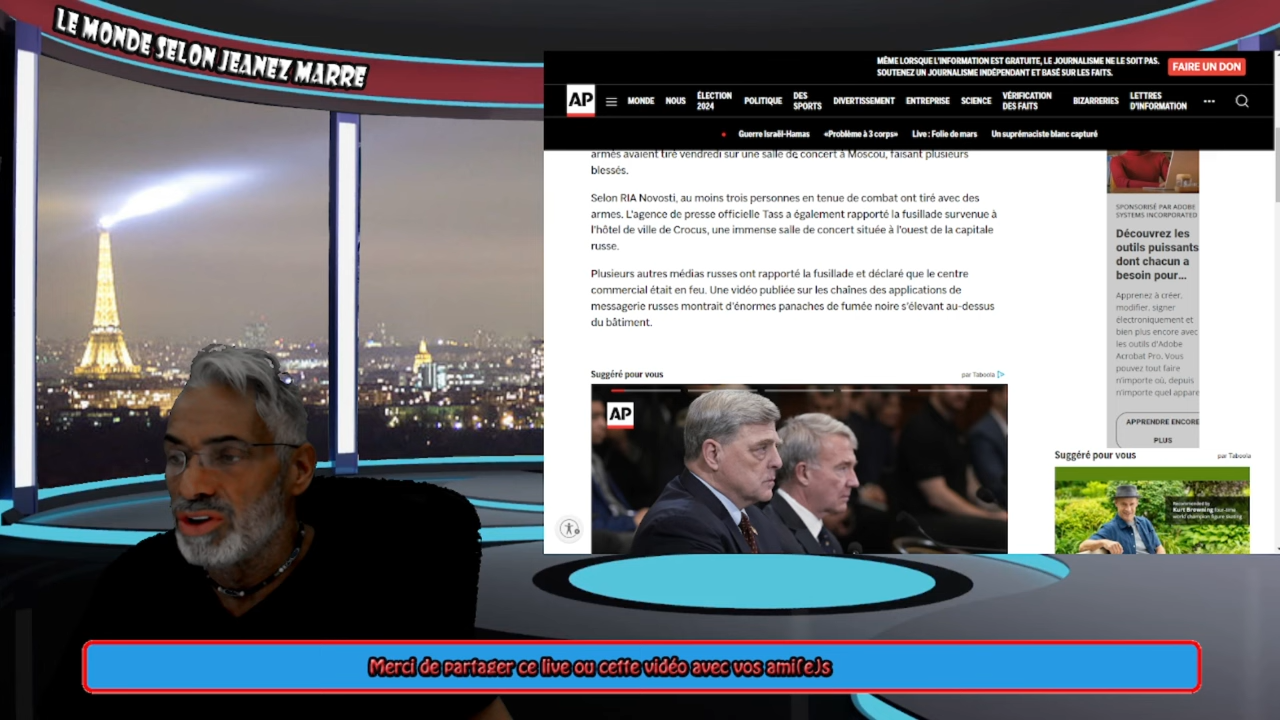 LE MONDE SELON JEANEZ MARRE
MÊME LORSQUE L'INFORMATION EST GRATUITE, LE JOURNALISME NE LE SOIT PAS.
SOUTENEZ UN JOURNALISME INDÉPENDANT ET BASÉ SUR LES FAITS.
FAIRE UN DON
AP
MONDE
NOUS
ÉLECTION
2024
POLITIQUE
DES
SPORTS
DIVERTISSEMENT
ENTREPRISE
SCIENCE
VÉRIFICATION
DES FAITS
BIZARRERIES
LETTRES
D'INFORMATION
Guerre Israël-Hamas
«Problème à 3 corps»
Live : Folie de mars
Un suprémaciste blanc capturé
armés avaient tiré vendredi sur une salle de concert à Moscou, faisant plusieurs
blessés.
Selon RIA Novosti, au moins trois personnes en tenue de combat ont tiré avec des
armes. L'agence de presse officielle Tass a également rapporté la fusillade survenue à
l'hôtel de ville de Crocus, une immense salle de concert située à l'ouest de la capitale
russe.
Plusieurs autres médias russes ont rapporté la fusillade et déclaré que le centre
commercial était en feu. Une vidéo publiée sur les chaînes des applications de
messagerie russes montrait d'énormes panaches de fumée noire s'élevant au-dessus
du bâtiment.
Suggéré pour vous
par Taboola
AP
SPONSORISÉ PAR ADOBE
SYSTEMS INCORPORATED
Découvrez les
outils puissants
dont chacun a
besoin pour...
Apprenez à créer,
modifier, signer
électroniquement et
bien plus encore avec
les outils d'Adobe
Acrobat Pro. Vous
pouvez tout faire
n'importe où, depuis
n'importe quel appare
APPRENDRE ENCORE
PLUS
Suggéré pour vous
par Taboola
Recommended by
Kurt Browning four-time
world champion figure skating
Merci de partager ce live ou cette vidéo avec vos ami(e)s